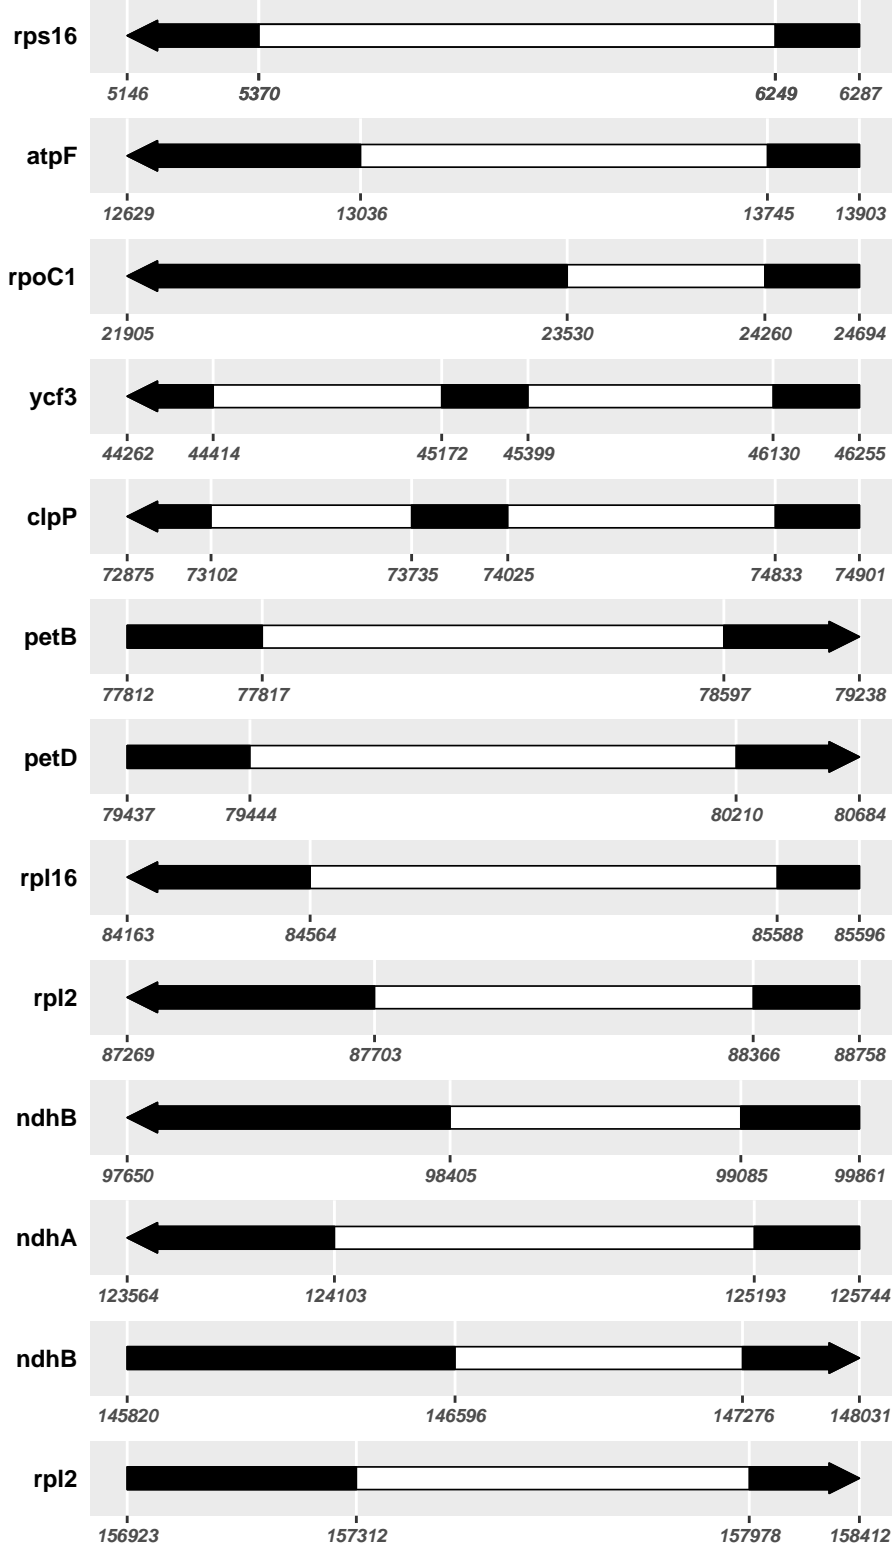 rps16
5146 5370 6249 6287
atpF
12629 13036 13745 13903
rpoC1
21905 23530 24260 24694
ycf3
44262 44414 45172 45399 46130 46255
clpP
72875 73102 73735 74025 74833 74901
petB
77812 77817 78597 79238
petD
79437 79444 80210 80684
rpl16
84163 84564 85588 85596
rpl2
87269 87703 88366 88758
ndhB
97650 98405 99085 99861
ndhA
123564 124103 125193 125744
ndhB
145820 146596 147276 148031
rpl2
156923 157312 157978 158412